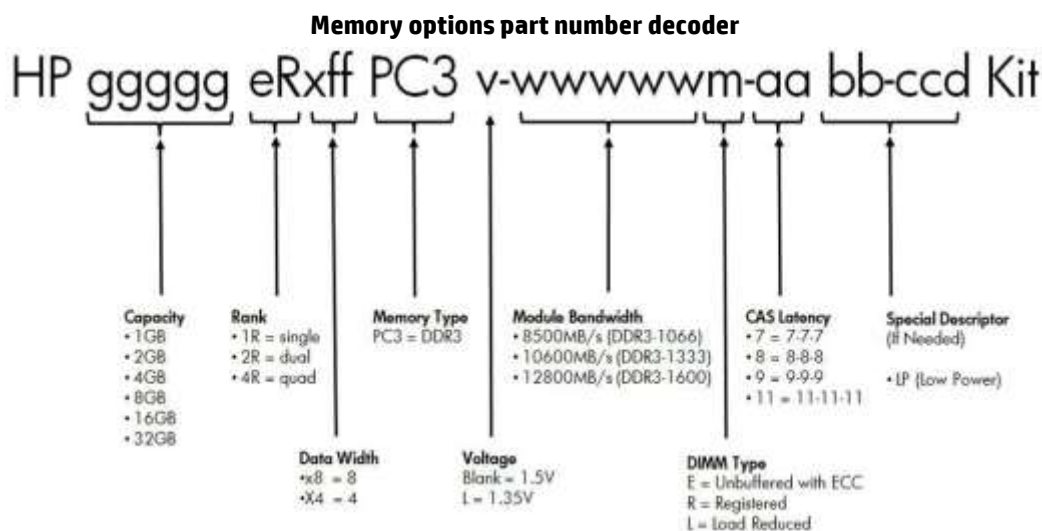 Memory options part number decoder
HP ggggg eRxff PC3 v-wwwwwm-aa bb-ccd Kit
Capacity
• 1GB
• 2GB
• 4GB
• 8GB
• 16GB
• 32GB
Rank
• 1R = single
• 2R = dual
• 4R = quad
Memory Type
PC3 = DDR3
Module Bandwidth
• 8500MB/s (DDR3-1066)
• 10600MB/s (DDR3-1333)
• 12800MB/s (DDR3-1600)
CAS Latency
• 7 = 7-7-7
• 8 = 8-8-8
• 9 = 9-9-9
• 11 = 11-11-11
Special Descriptor
(If Needed)
• LP (Low Power)
Data Width
•x8 = 8
•X4 = 4
Voltage
Blank = 1.5V
L = 1.35V
DIMM Type
E = Unbuffered with ECC
R = Registered
L = Load Reduced